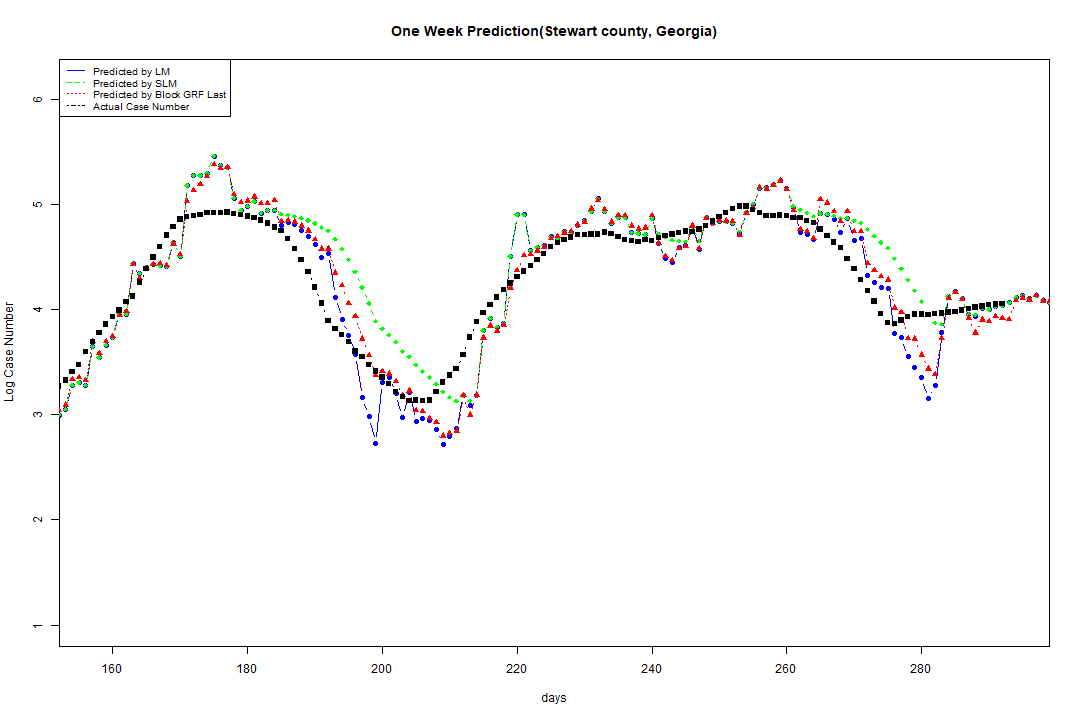 One Week Prediction(Stewart county, Georgia)
Predicted by LM
Predicted by SLM
Predicted by Block GRF Last
Actual Case Number
6
5
4
3
2
1
Log Case Number
160 180 200 220 240 260 280
days